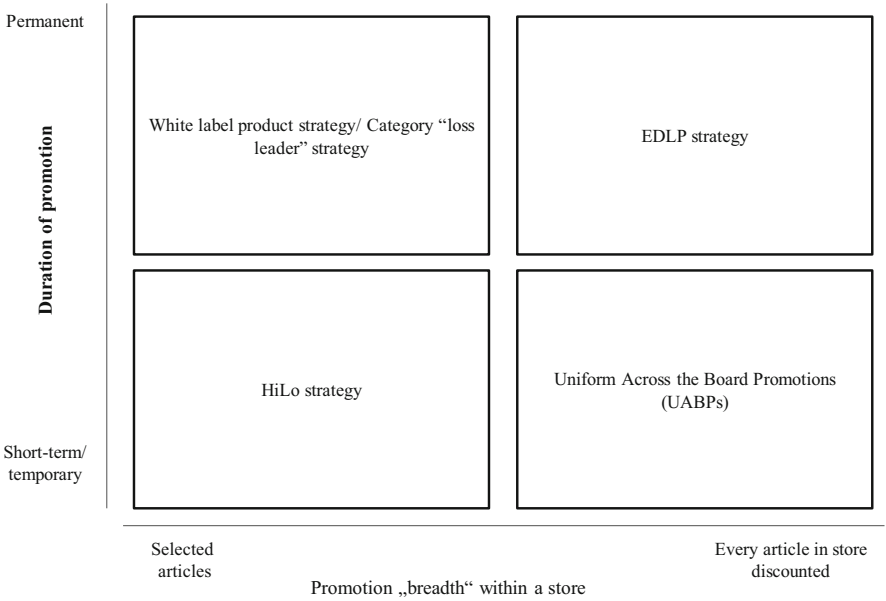 Permanent
Duration of promotion
Short-term/
temporary
White label product strategy/ Category “loss
leader” strategy
EDLP strategy
HiLo strategy
Uniform Across the Board Promotions
(UABPs)
Selected
articles
Every article in store
discounted
Promotion „breadth“ within a store